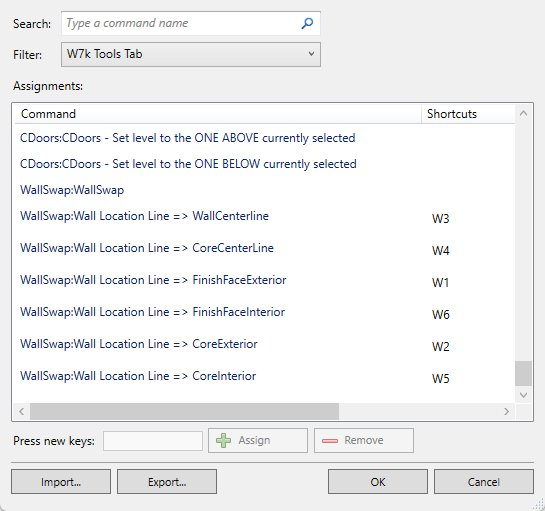 Search: Type a command name
Filter: W7k Tools Tab
Assignments:
Command Shortcuts
CDoors:CDoors - Set level to the ONE ABOVE currently selected
CDoors:CDoors - Set level to the ONE BELOW currently selected
WallSwap:WallSwap
WallSwap:Wall Location Line => WallCenterline W3
WallSwap:Wall Location Line => CoreCenterLine W4
WallSwap:Wall Location Line => FinishFaceExterior W1
WallSwap:Wall Location Line => FinishFaceInterior W6
WallSwap:Wall Location Line => CoreExterior W2
WallSwap:Wall Location Line => CoreInterior W5
Press new keys: Assign Remove
Import... Export... OK Cancel